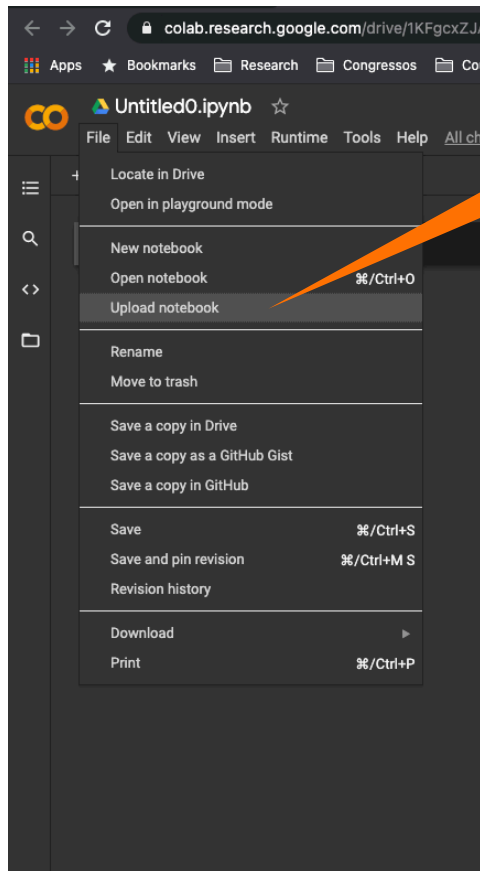 colab.research.google.com/drive/1KFgcxZJ
Apps Bookmarks Research Congressos Co
CO Untitled0.ipynb
File Edit View Insert Runtime Tools Help All ch
+
Locate in Drive
Open in playground mode
New notebook
Open notebook ⌘/Ctrl+O
Upload notebook
Rename
Move to trash
Save a copy in Drive
Save a copy as a GitHub Gist
Save a copy in GitHub
Save ⌘/Ctrl+S
Save and pin revision ⌘/Ctrl+M S
Revision history
Download
Print ⌘/Ctrl+P